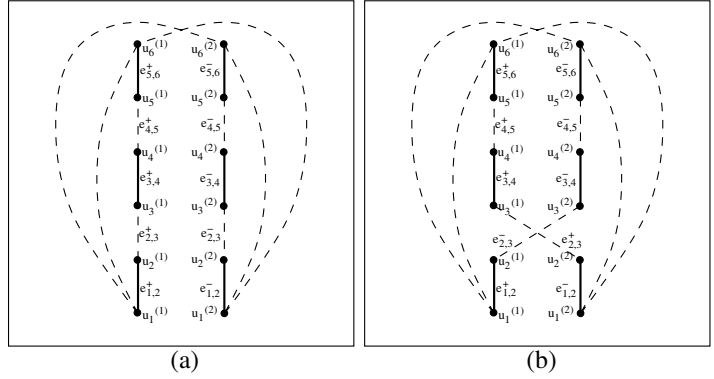 u₆⁽¹⁾ u₆⁽²⁾
e⁺₅,₆ e⁻₅,₆
u₅⁽¹⁾ u₅⁽²⁾
e⁺₄,₅ e⁻₄,₅
u₄⁽¹⁾ u₄⁽²⁾
e⁺₃,₄ e⁻₃,₄
u₃⁽¹⁾ u₃⁽²⁾
e⁺₂,₃ e⁻₂,₃
u₂⁽¹⁾ u₂⁽²⁾
e⁺₁,₂ e⁻₁,₂
u₁⁽¹⁾ u₁⁽²⁾
(a)
u₆⁽¹⁾ u₆⁽²⁾
e⁺₅,₆ e⁻₅,₆
u₅⁽¹⁾ u₅⁽²⁾
e⁺₄,₅ e⁻₄,₅
u₄⁽¹⁾ u₄⁽²⁾
e⁺₃,₄ e⁻₃,₄
u₃⁽¹⁾ u₃⁽²⁾
e⁻₂,₃ e⁺₂,₃
u₂⁽¹⁾ u₂⁽²⁾
e⁺₁,₂ e⁻₁,₂
u₁⁽¹⁾ u₁⁽²⁾
(b)